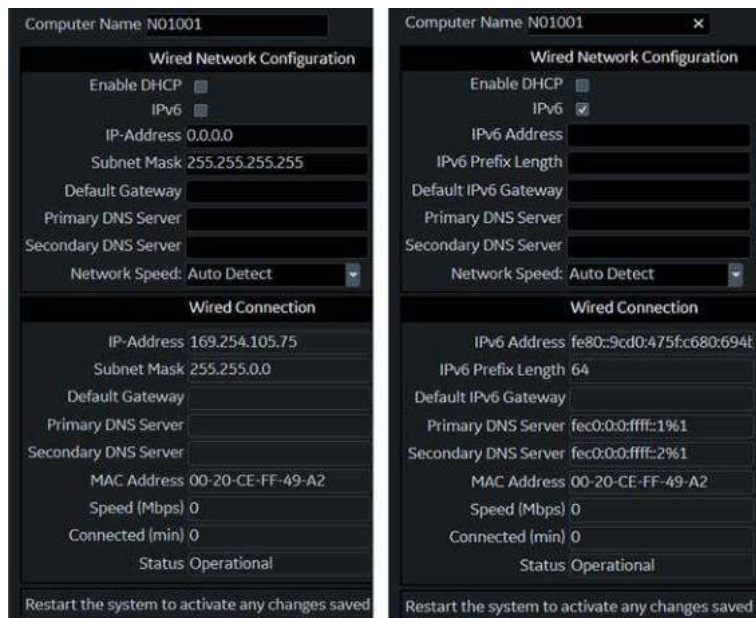 Computer Name N01001
Wired Network Configuration
Enable DHCP
IPv6
IP-Address 0.0.0.0
Subnet Mask 255.255.255.255
Default Gateway
Primary DNS Server
Secondary DNS Server
Network Speed: Auto Detect
Wired Connection
IP-Address 169.254.105.75
Subnet Mask 255.255.0.0
Default Gateway
Primary DNS Server
Secondary DNS Server
MAC Address 00-20-CE-FF-49-A2
Speed (Mbps) 0
Connected (min) 0
Status Operational
Restart the system to activate any changes saved
Computer Name N01001 ×
Wired Network Configuration
Enable DHCP
IPv6
IPv6 Address
IPv6 Prefix Length
Default IPv6 Gateway
Primary DNS Server
Secondary DNS Server
Network Speed: Auto Detect
Wired Connection
IPv6 Address fe80::9cd0:475f:c680:694b
IPv6 Prefix Length 64
Default IPv6 Gateway
Primary DNS Server fec0:0:0:ffff::1%1
Secondary DNS Server fec0:0:0:ffff::2%1
MAC Address 00-20-CE-FF-49-A2
Speed (Mbps) 0
Connected (min) 0
Status Operational
Restart the system to activate any changes saved